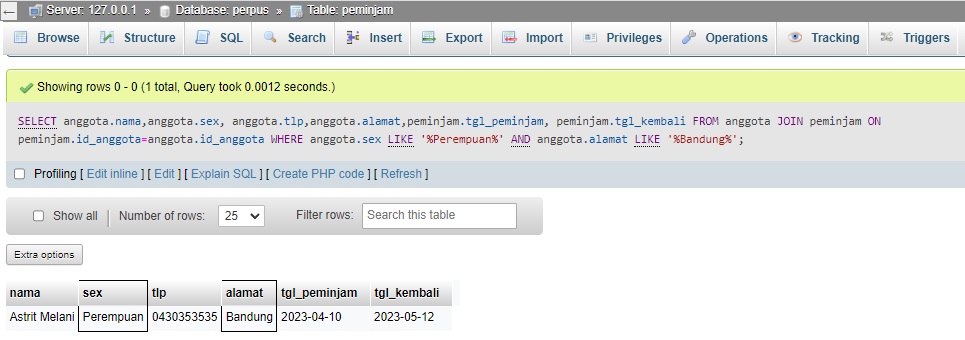 Server: 127.0.0.1 » Database: perpus » Table: peminjam
Browse Structure SQL Search Insert Export Import Privileges Operations Tracking Triggers
Showing rows 0 - 0 (1 total, Query took 0.0012 seconds.)
SELECT anggota.nama,anggota.sex, anggota.tlp,anggota.alamat,peminjam.tgl_peminjam, peminjam.tgl_kembali FROM anggota JOIN peminjam ON
peminjam.id_anggota=anggota.id_anggota WHERE anggota.sex LIKE '%Perempuan%' AND anggota.alamat LIKE '%Bandung%';
Profiling [ Edit inline ] [ Edit ] [ Explain SQL ] [ Create PHP code ] [ Refresh ]
Show all | Number of rows: 25 Filter rows: Search this table
Extra options
nama sex tlp alamat tgl_peminjam tgl_kembali
Astrit Melani Perempuan 0430353535 Bandung 2023-04-10 2023-05-12